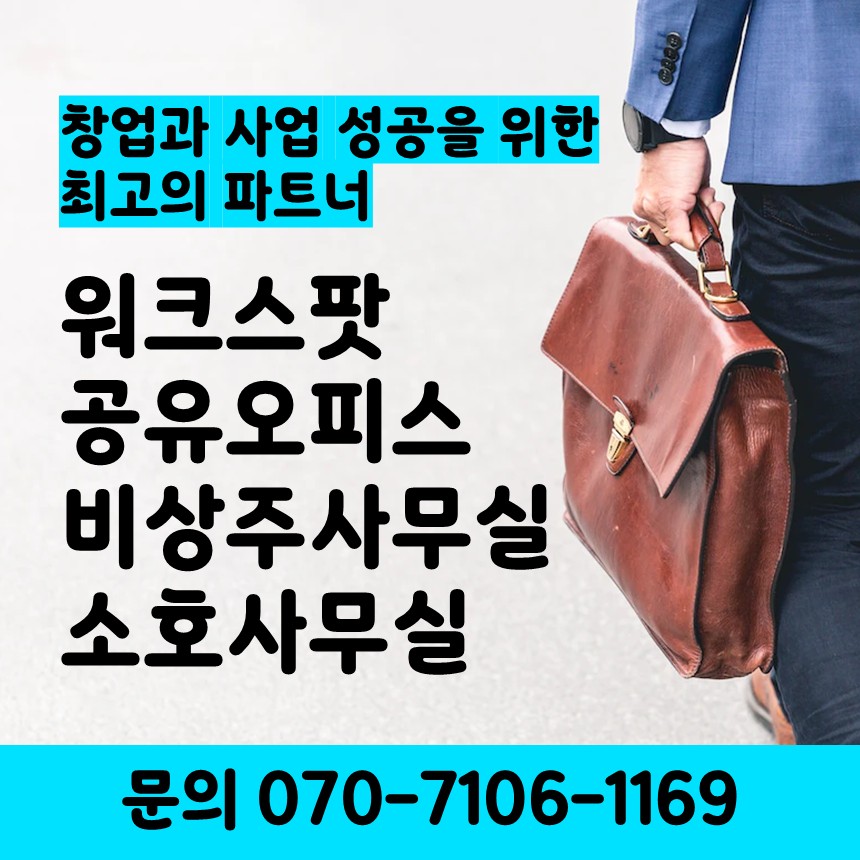 창업과 사업 성공을 위한
최고의 파트너
워크스팟
공유오피스
비상주사무실
소호사무실
문의 070-7106-1169